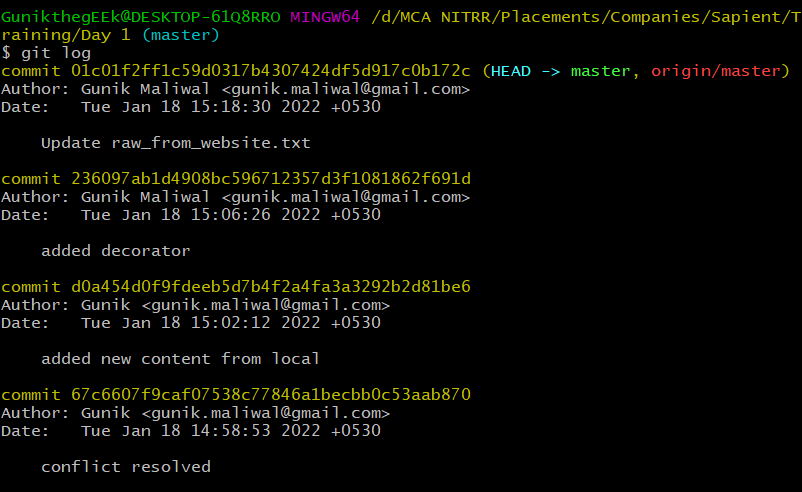 GunikthegEEk@DESKTOP-61Q8RRO MINGW64 /d/MCA NITRR/Placements/Companies/Sapient/T
raining/Day 1 (master)
$ git log
commit 01c01f2ff1c59d0317b4307424df5d917c0b172c (HEAD -> master, origin/master)
Author: Gunik Maliwal <gunik.maliwal@gmail.com>
Date:   Tue Jan 18 15:18:30 2022 +0530
    Update raw_from_website.txt
commit 236097ab1d4908bc596712357d3f1081862f691d
Author: Gunik Maliwal <gunik.maliwal@gmail.com>
Date:   Tue Jan 18 15:06:26 2022 +0530
    added decorator
commit d0a454d0f9fdeeb5d7b4f2a4fa3a3292b2d81be6
Author: Gunik <gunik.maliwal@gmail.com>
Date:   Tue Jan 18 15:02:12 2022 +0530
    added new content from local
commit 67c6607f9caf07538c77846a1becbb0c53aab870
Author: Gunik <gunik.maliwal@gmail.com>
Date:   Tue Jan 18 14:58:53 2022 +0530
    conflict resolved